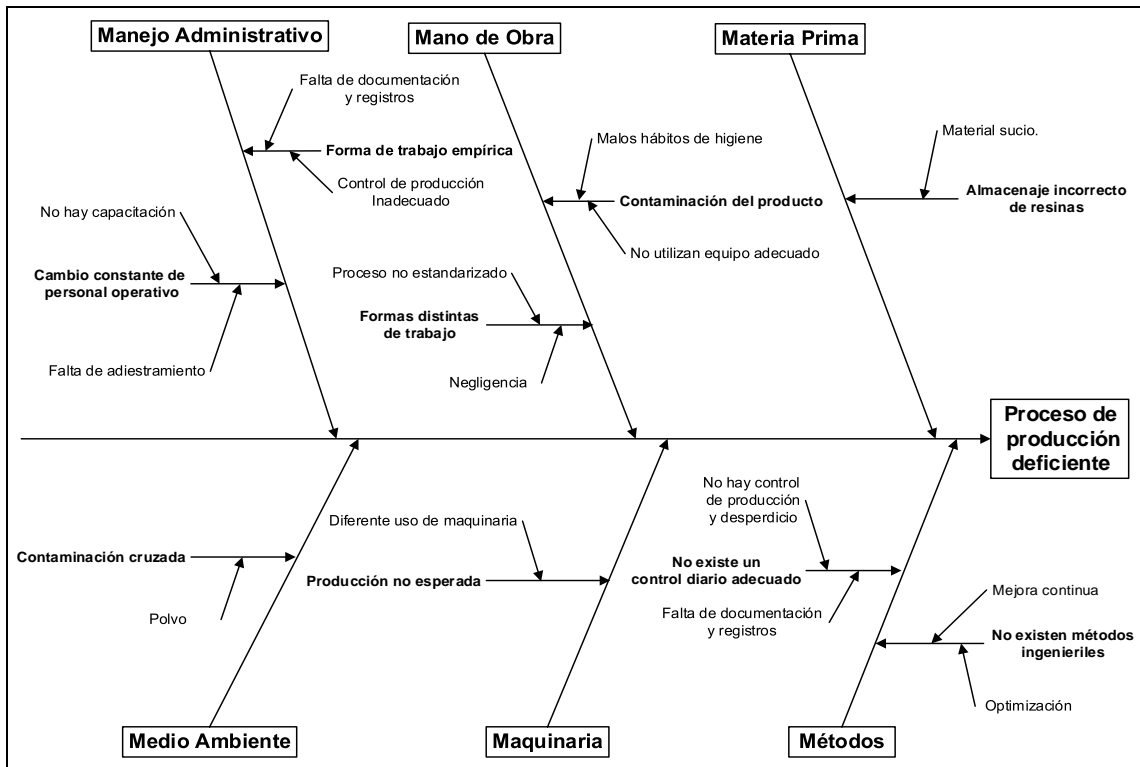 Manejo Administrativo
Mano de Obra
Materia Prima
Falta de documentación
y registros
Forma de trabajo empírica
Control de producción
Inadecuado
No hay capacitación
Cambio constante de
personal operativo
Falta de adiestramiento
Malos hábitos de higiene
Contaminación del producto
No utilizan equipo adecuado
Proceso no estandarizado
Formas distintas
de trabajo
Negligencia
Material sucio.
Almacenaje incorrecto
de resinas
Proceso de
producción
deficiente
Contaminación cruzada
Polvo
Diferente uso de maquinaria
Producción no esperada
No hay control
de producción
y desperdicio
No existe un
control diario adecuado
Falta de documentación
y registros
Mejora continua
No existen métodos
ingenieriles
Optimización
Medio Ambiente
Maquinaria
Métodos